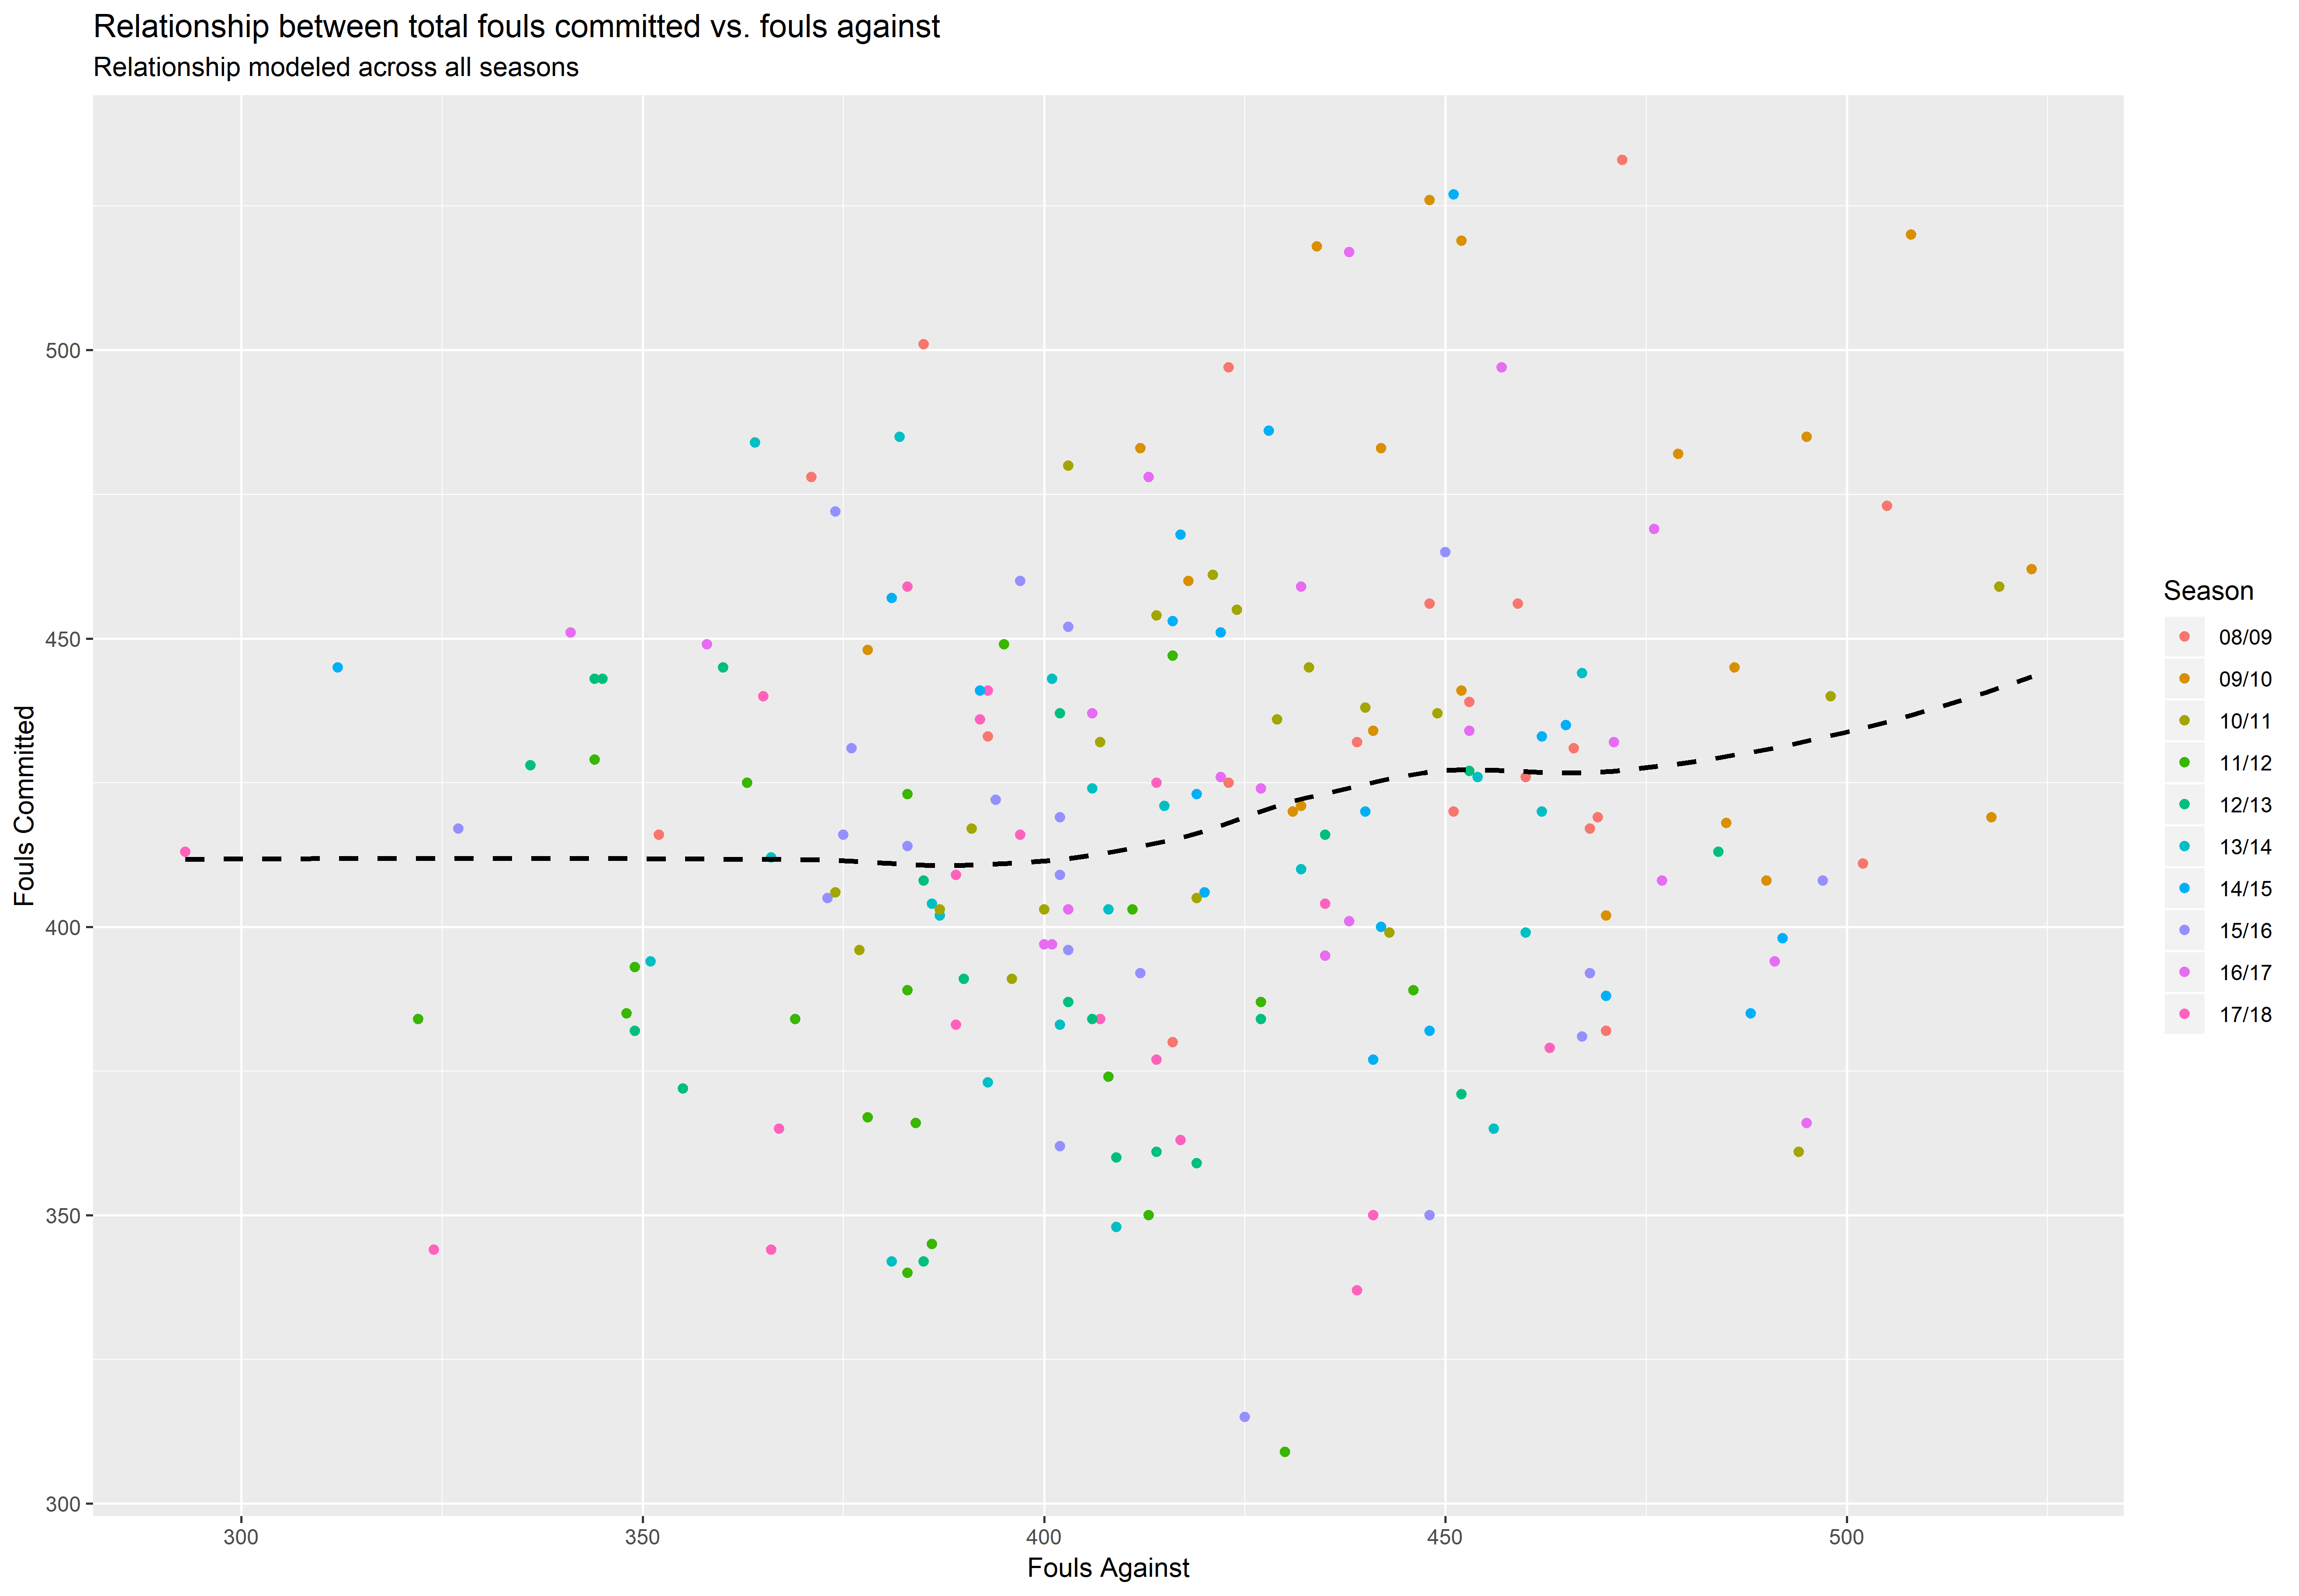 Relationship between total fouls committed vs. fouls against
Relationship modeled across all seasons
500
450
400
350
300
Fouls Committed
300 350 400 450 500
Fouls Against
Season
08/09
09/10
10/11
11/12
12/13
13/14
14/15
15/16
16/17
17/18